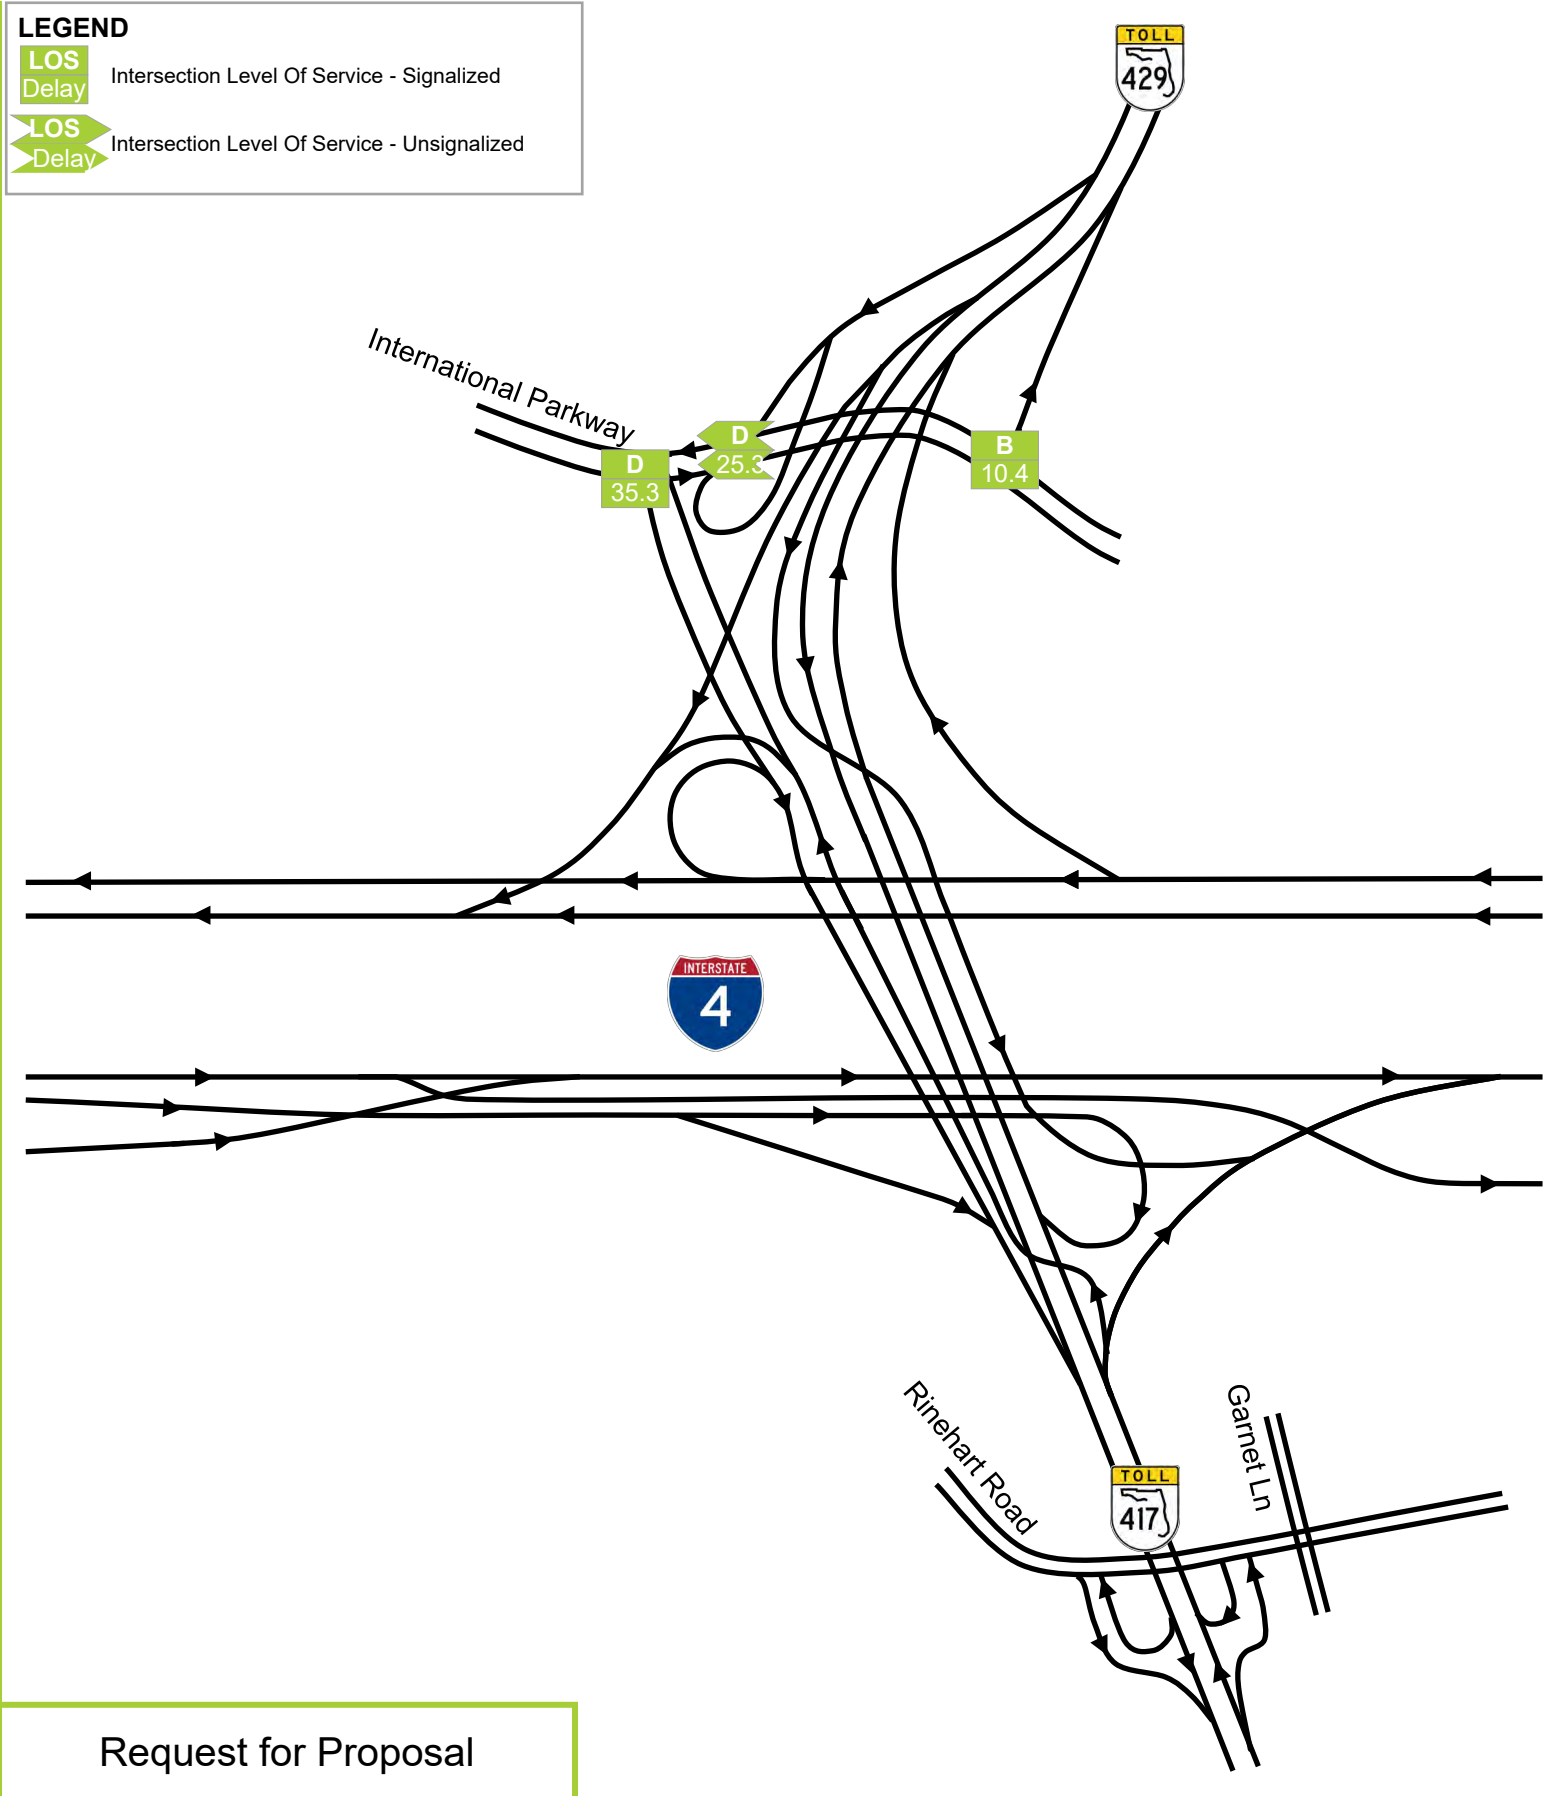 LEGEND
LOS
Delay
Intersection Level Of Service - Signalized
LOS
Delay
Intersection Level Of Service - Unsignalized
TOLL
429
International Parkway
D
25.3
B
10.4
D
35.3
INTERSTATE
4
Rinehart Road
Garnet Ln
TOLL
417
Request for Proposal